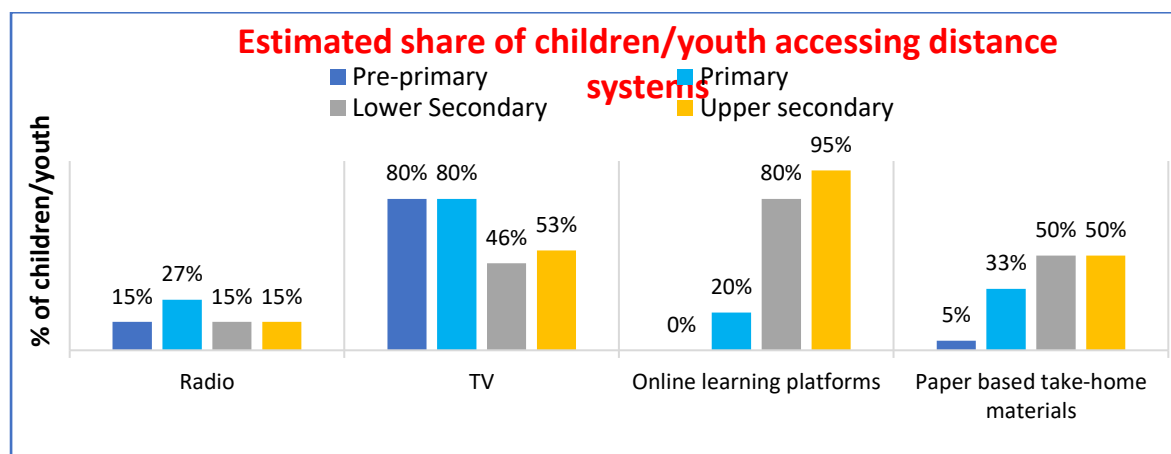 Estimated share of children/youth accessing distance
systems
Pre-primary
Primary
Lower Secondary
Upper secondary
% of children/youth
15%
27%
15%
15%
80%
80%
46%
53%
0%
20%
80%
95%
5%
33%
50%
50%
Radio
TV
Online learning platforms
Paper based take-home
materials